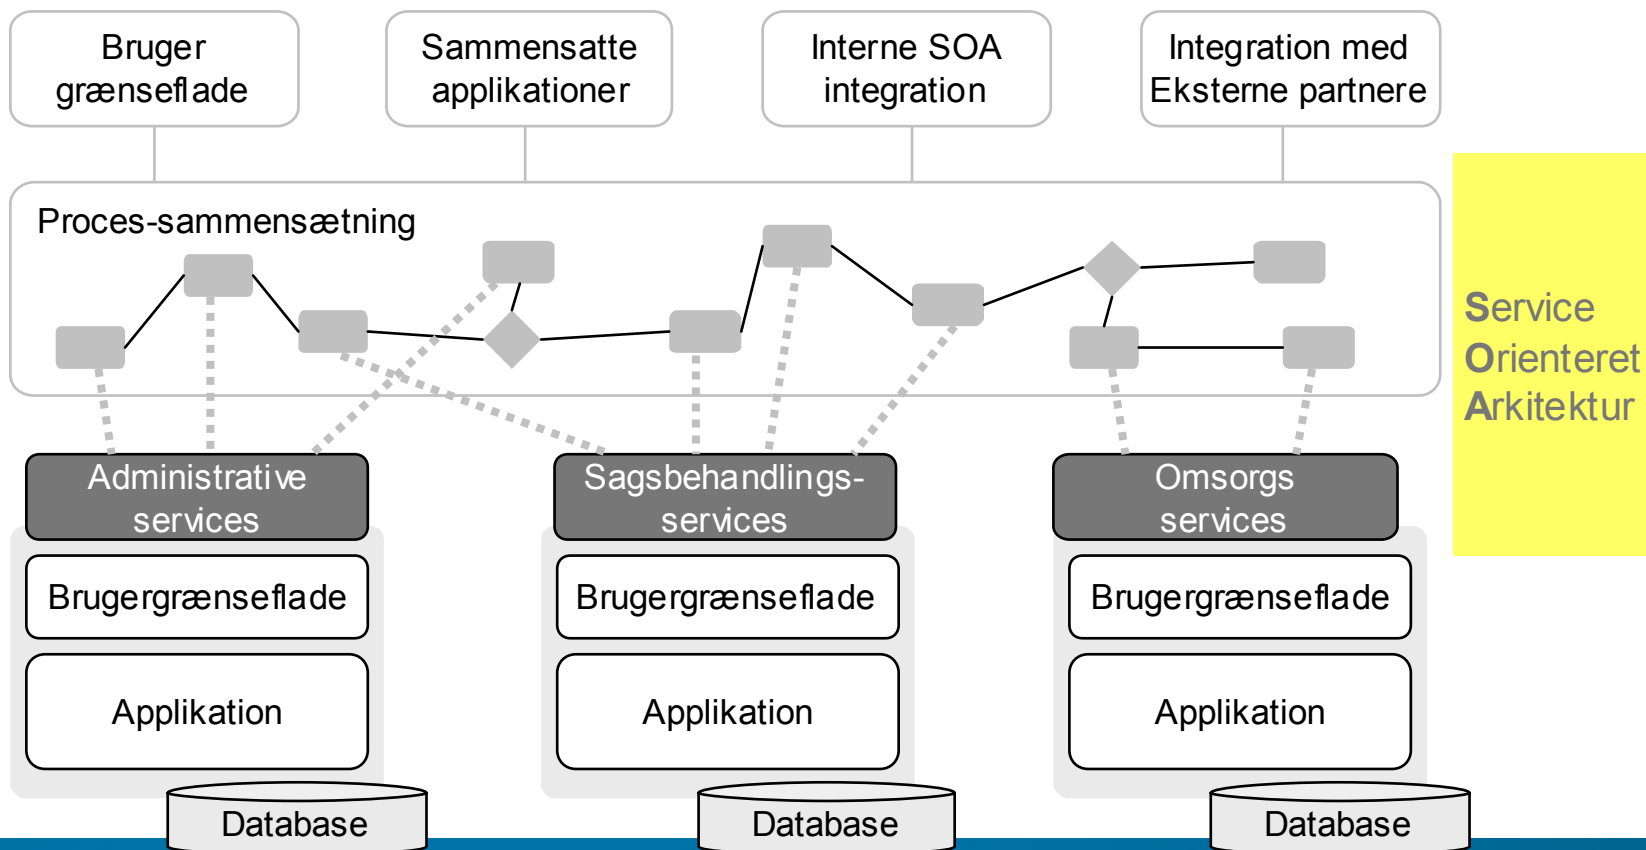 Bruger
grænseflade
Sammensatte
applikationer
Interne SOA
integration
Integration med
Eksterne partnere
Proces-sammensætning
Service
Orienteret
Arkitektur
Administrative
services
Sagsbehandlings-
services
Omsorgs
services
Brugergrænseflade
Brugergrænseflade
Brugergrænseflade
Applikation
Applikation
Applikation
Database
Database
Database